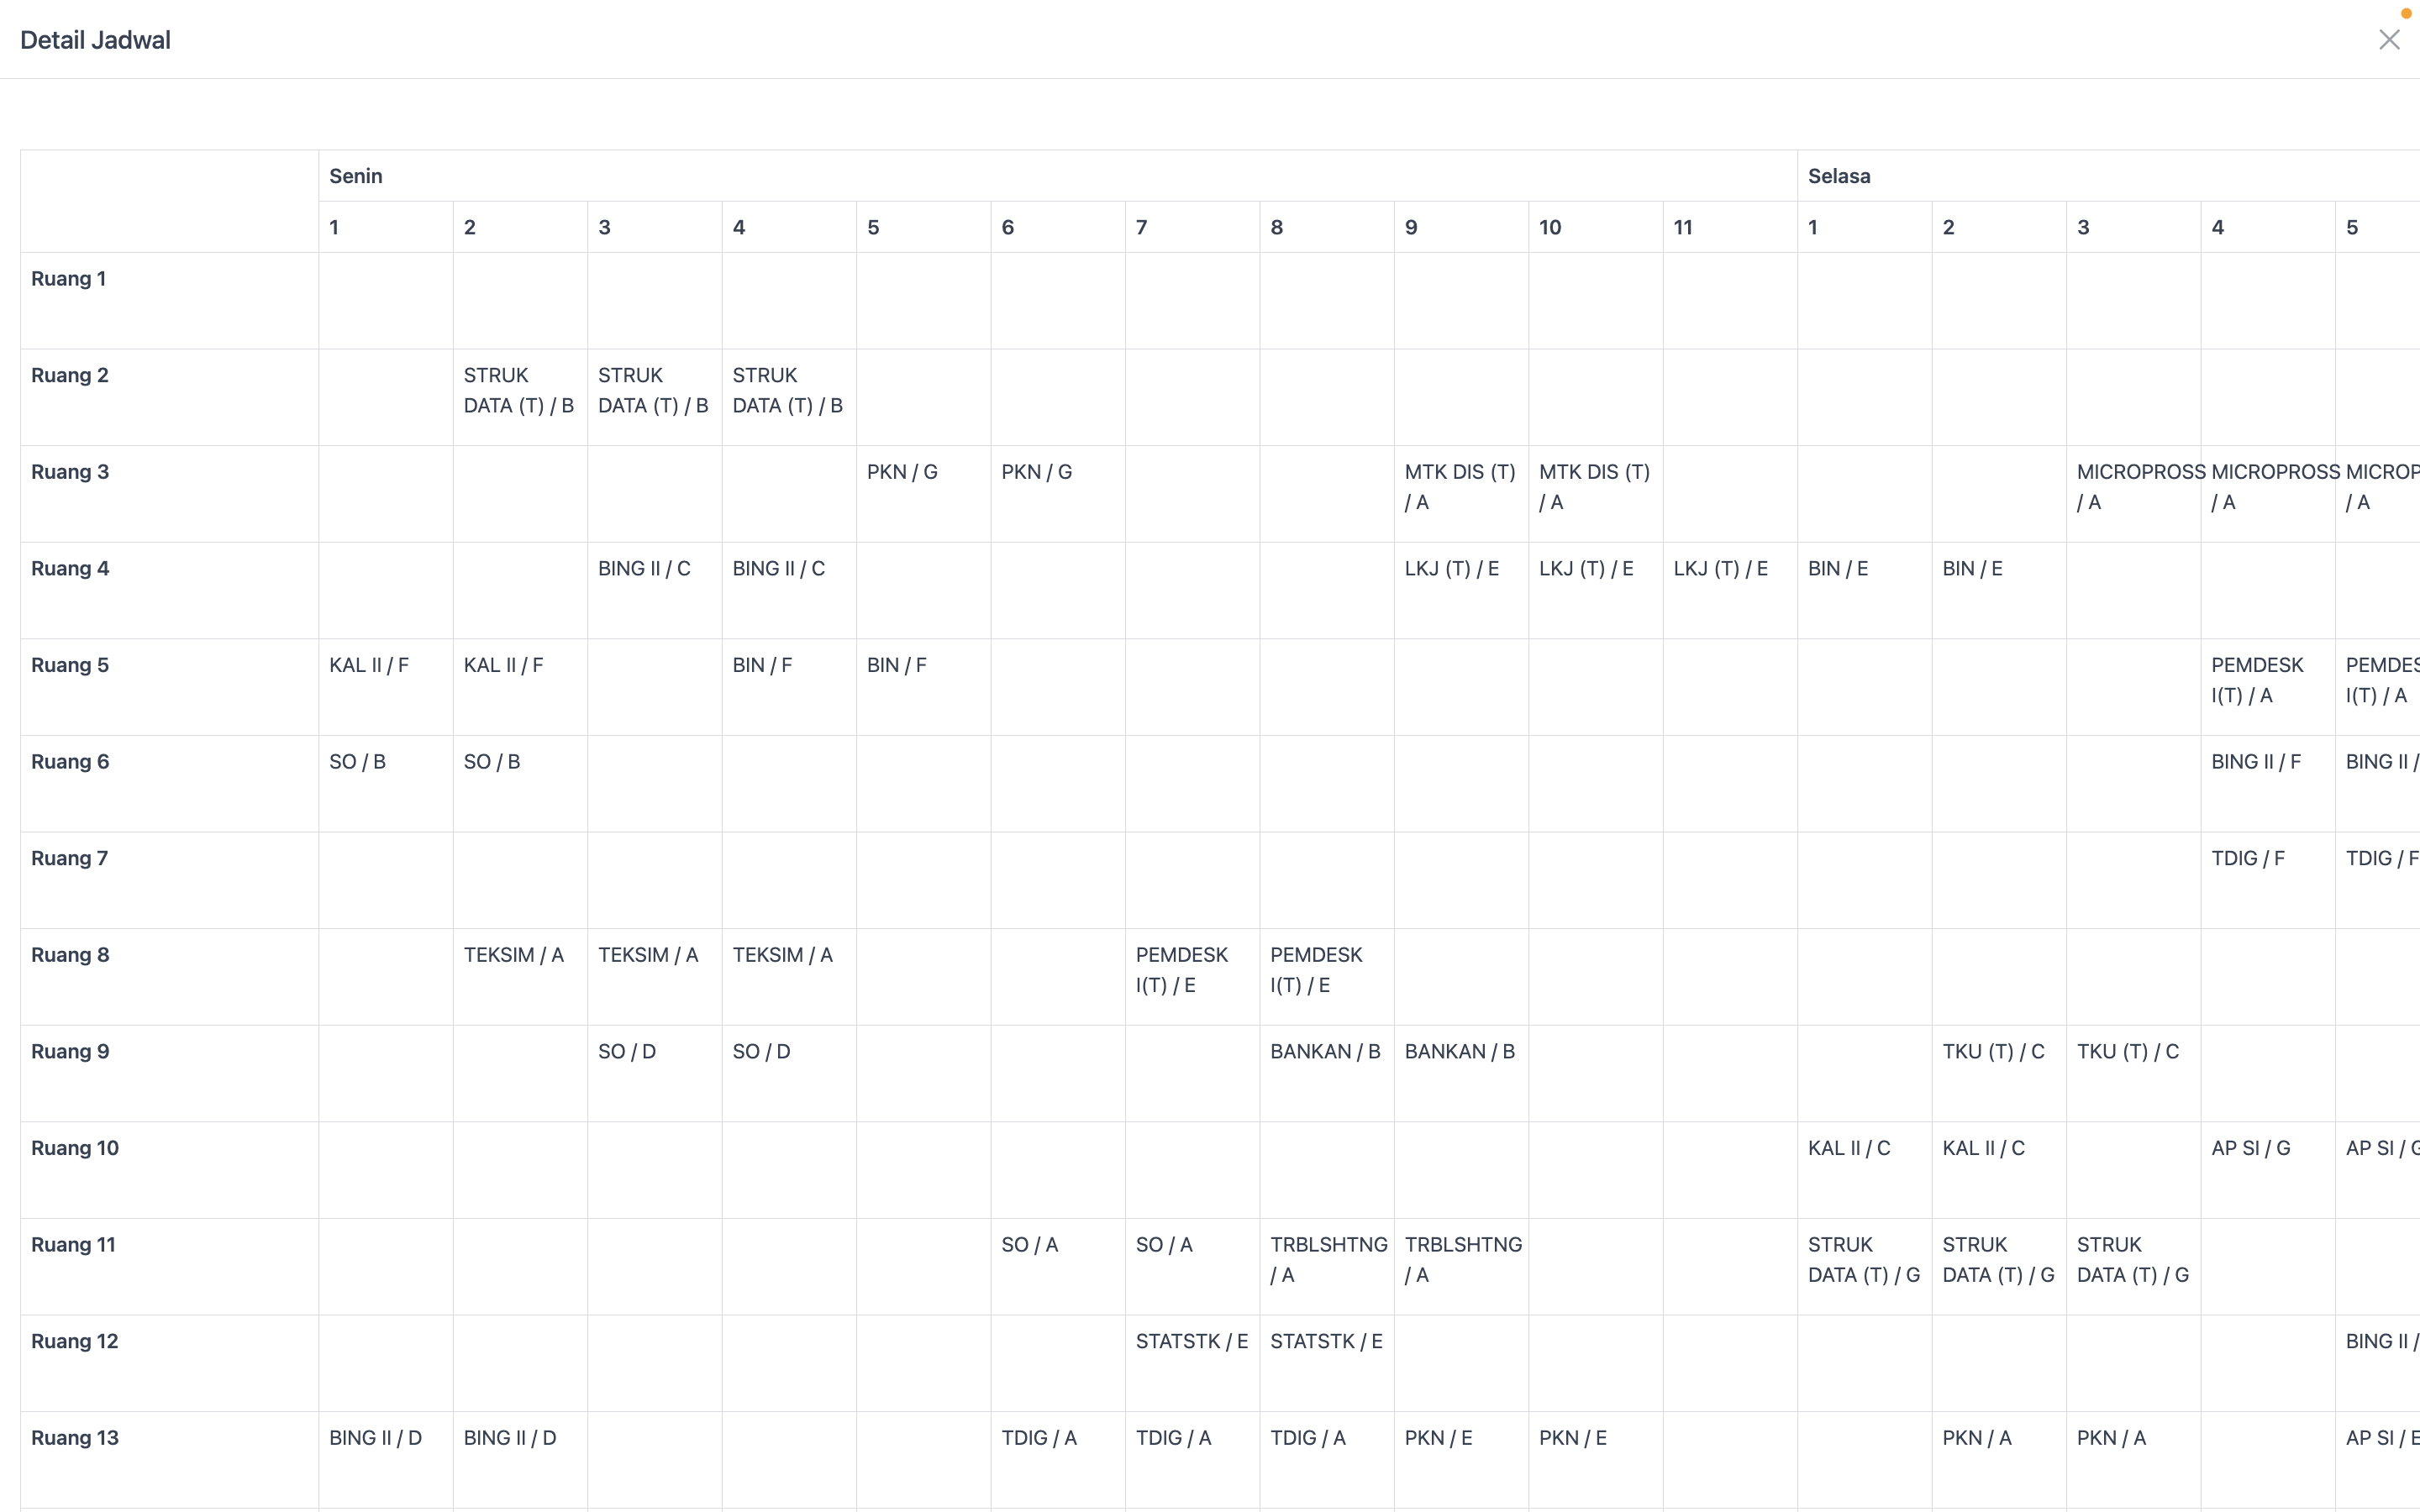 Detail Jadwal
Senin Selasa
1 2 3 4 5 6 7 8 9 10 11 1 2 3 4 5
Ruang 1
Ruang 2 STRUK STRUK STRUK
DATA (T) / B DATA (T) / B DATA (T) / B
Ruang 3 PKN / G PKN / G MTK DIS (T) MTK DIS (T) MICROPROSS MICROPROSS MICROP
/ A / A / A / A / A
Ruang 4 BING II / C BING II / C LKJ (T) / E LKJ (T) / E LKJ (T) / E BIN / E BIN / E
Ruang 5 KAL II / F KAL II / F BIN / F BIN / F PEMDESK PEMDES
I(T) / A I(T) / A
Ruang 6 SO / B SO / B BING II / F BING II /
Ruang 7 TDIG / F TDIG / F
Ruang 8 TEKSIM / A TEKSIM / A TEKSIM / A PEMDESK PEMDESK
I(T) / E I(T) / E
Ruang 9 SO / D SO / D BANKAN / B BANKAN / B TKU (T) / C TKU (T) / C
Ruang 10 KAL II / C KAL II / C AP SI / G AP SI / G
Ruang 11 SO / A SO / A TRBLSHTNG TRBLSHTNG STRUK STRUK STRUK
/ A / A DATA (T) / G DATA (T) / G DATA (T) / G
Ruang 12 STATSTK / E STATSTK / E BING II /
Ruang 13 BING II / D BING II / D TDIG / A TDIG / A TDIG / A PKN / E PKN / E PKN / A PKN / A AP SI / E